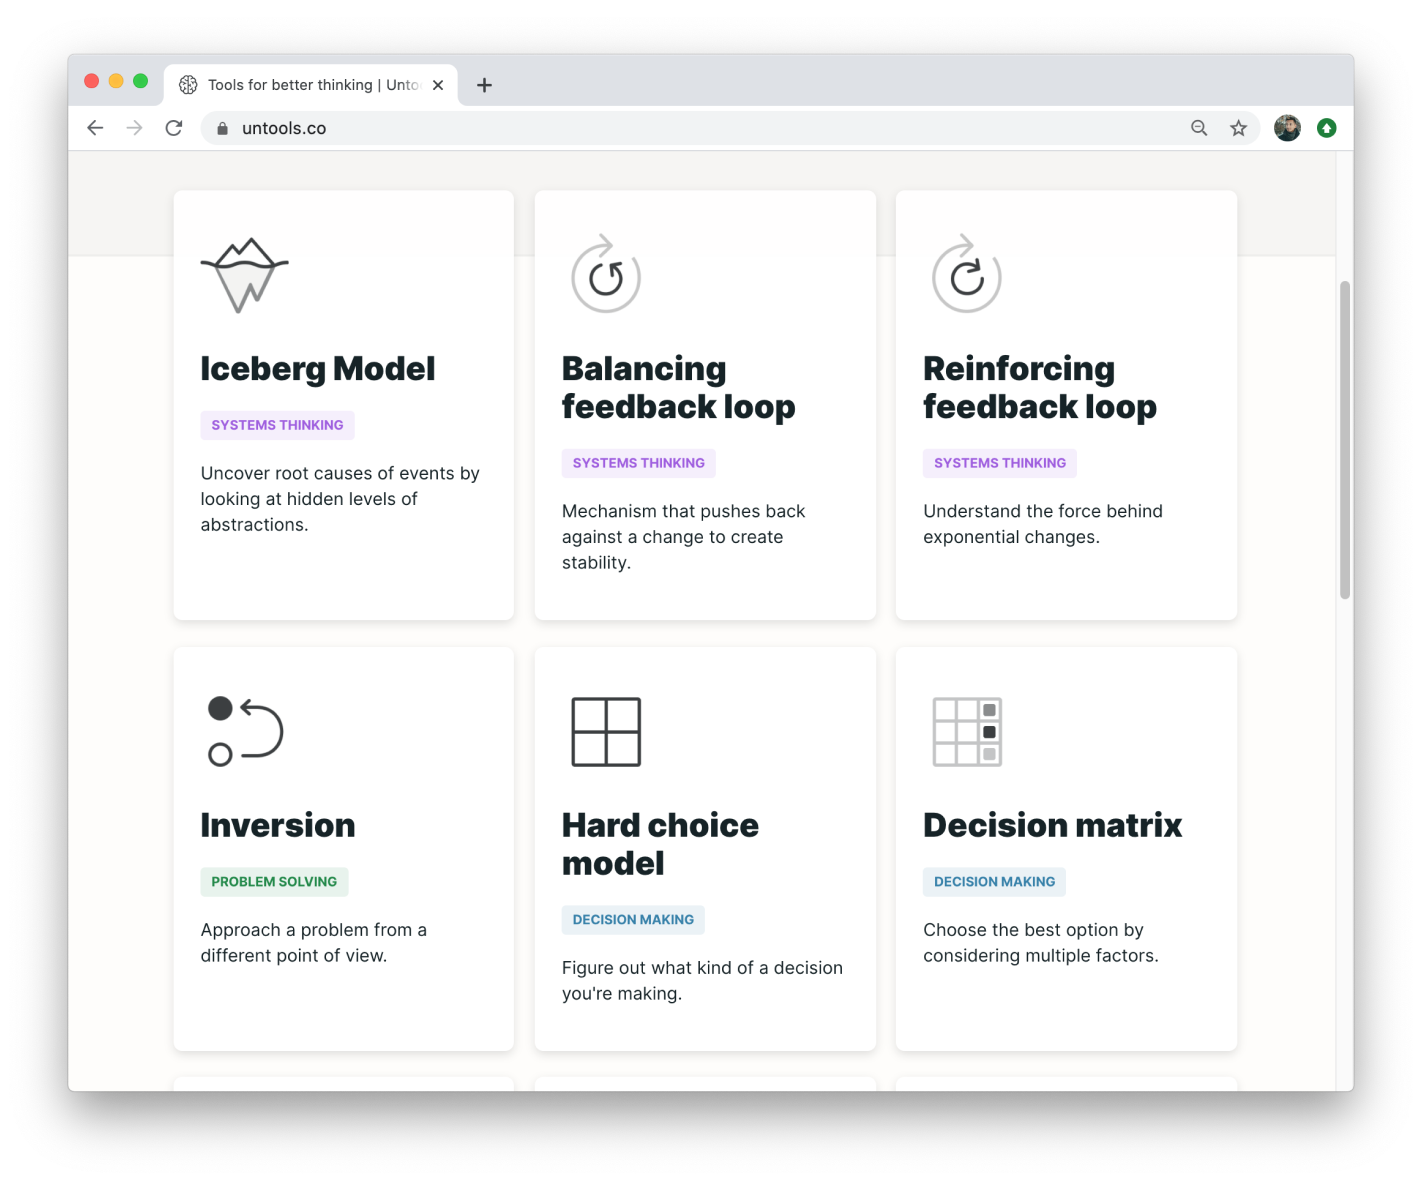 Tools for better thinking | Unto
untools.co
Iceberg Model
SYSTEMS THINKING
Uncover root causes of events by
looking at hidden levels of
abstractions.
Balancing
feedback loop
SYSTEMS THINKING
Mechanism that pushes back
against a change to create
stability.
Reinforcing
feedback loop
SYSTEMS THINKING
Understand the force behind
exponential changes.
Inversion
PROBLEM SOLVING
Approach a problem from a
different point of view.
Hard choice
model
DECISION MAKING
Figure out what kind of a decision
you're making.
Decision matrix
DECISION MAKING
Choose the best option by
considering multiple factors.